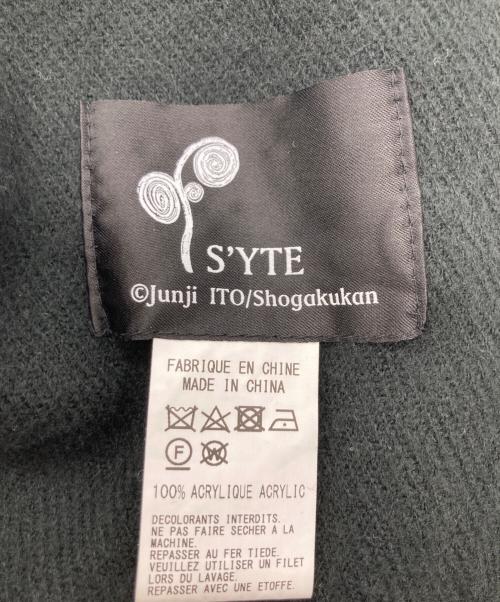 S'YTE
©Junji ITO/Shogakukan
FABRIQUE EN CHINE
MADE IN CHINA
F W
100% ACRYLIQUE ACRYLIC
DECOLORANTS INTERDITS.
NE PAS FAIRE SECHER A LA
MACHINE.
REPASSER AU FER TIEDE.
VEUILLEZ UTILISER UN FILET
LORS DU LAVAGE.
REPASSER AVEC UNE ETOFFE.